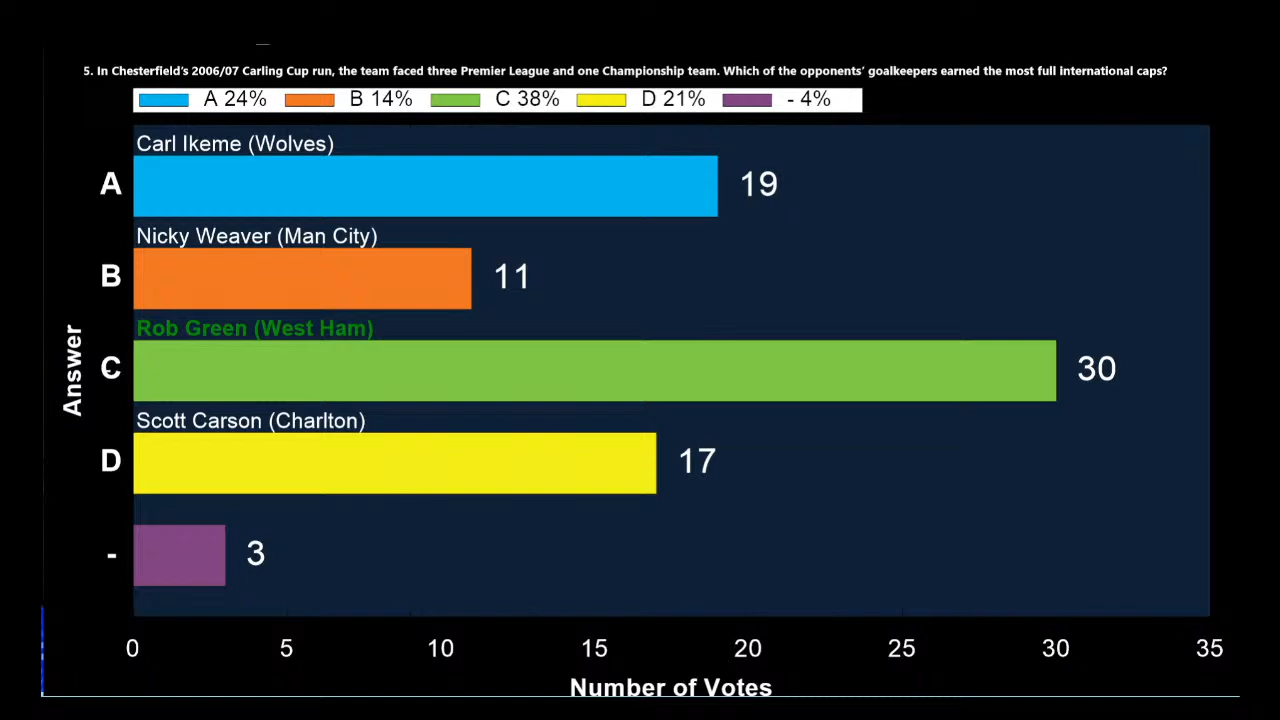 5. In Chesterfield's 2006/07 Carling Cup run, the team faced three Premier League and one Championship team. Which of the opponents' goalkeepers earned the most full international caps?
A 24% B 14% C 38% D 21% - 4%
Carl Ikeme (Wolves)
A 19
Nicky Weaver (Man City)
B 11
Rob Green (West Ham)
C 30
Scott Carson (Charlton)
D 17
- 3
Answer
0 5 10 15 20 25 30 35
Number of Votes